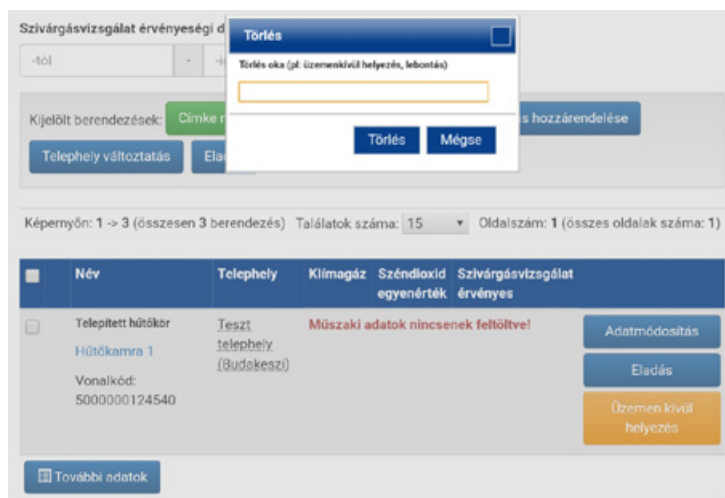 Szivárgásvizsgálat érvényességi d
-tól - -i
Törlés
Törlés oka (pl: üzemenkívül helyezés, lebontás)
Törlés Mégse
Kijelölt berendezések: Címke s hozzárendelése
Telephely változtatás Elad
Képernyőn: 1 -> 3 (összesen 3 berendezés) Találatok száma: 15 Oldalszám: 1 (összes oldalak száma: 1)
Név Telephely Klímagáz Széndioxid egyenérték Szivárgásvizsgálat érvényes
Telepített hűtőkör
Hűtőkamra 1
Vonalkód:
5000000124540
Teszt
telephely
(Budakeszi)
Műszaki adatok nincsenek feltöltve!
Adatmódosítás
Eladás
Üzemen kívül
helyezés
További adatok